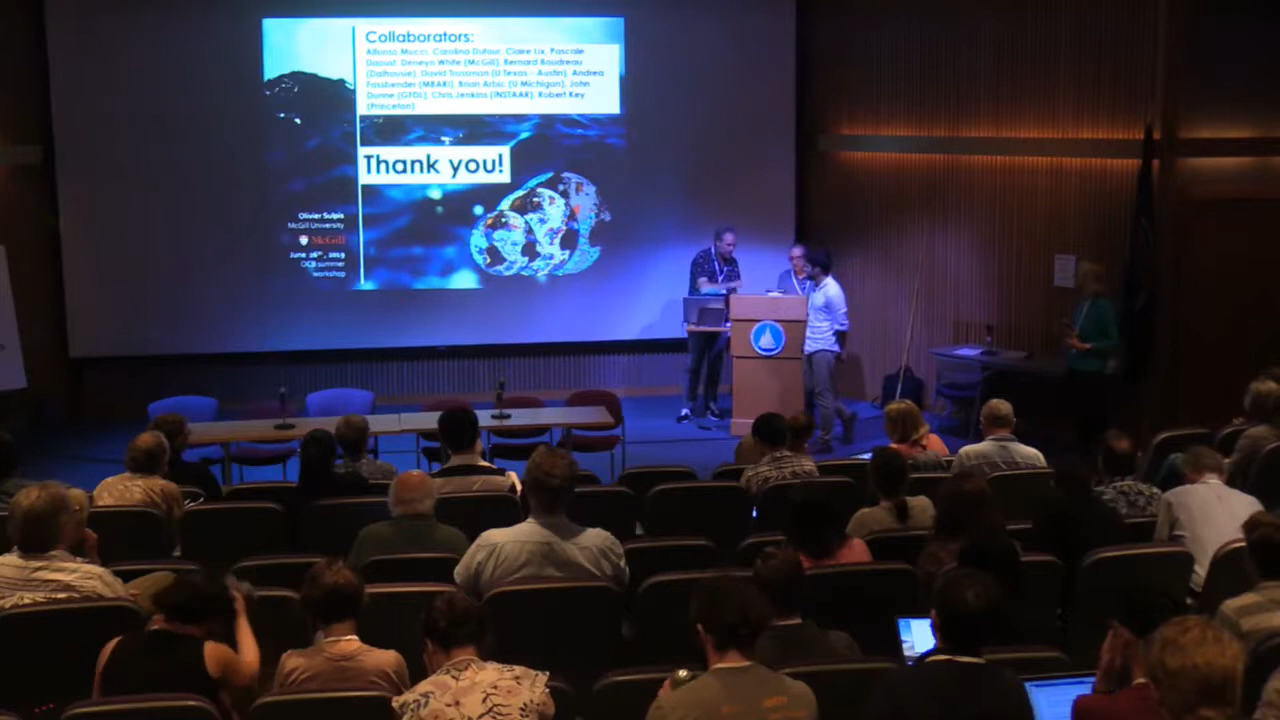 Collaborators:
Alfonso Mucci, Carolina Dufour, Claire Lix, Pascale
Daoust, Deneyn White (McGill), Bernard Boudreau
(Dalhousie), David Trossman (U Texas - Austin), Andrea
Fassbender (MBARI), Brian Arbic (U Michigan), John
Dunne (GFDL), Chris Jenkins (INSTAAR), Robert Key
(Princeton)
Thank you!
Olivier Sulpis
McGill University
McGill
June 26th, 2019
OCB summer
workshop